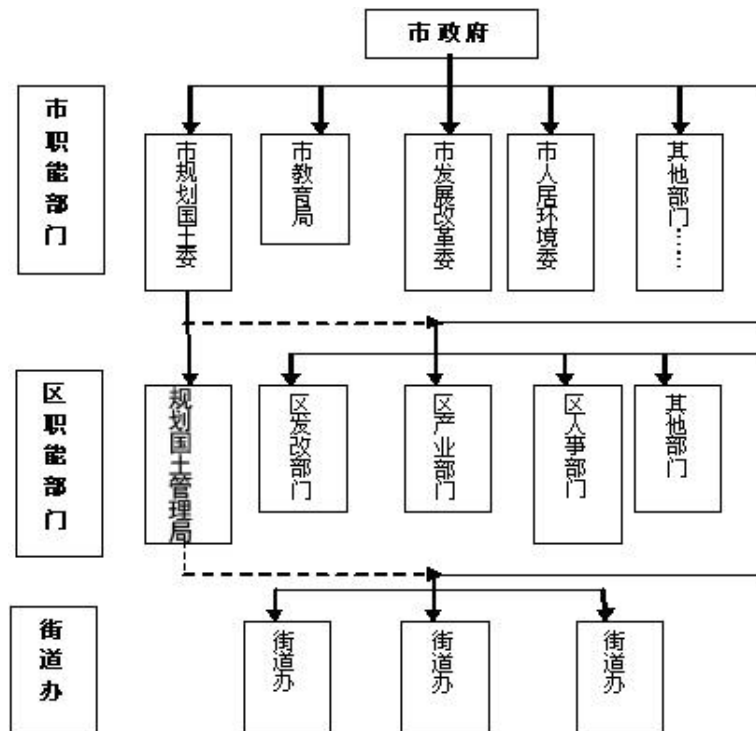 市政府
市职能部门
市规划国土委
市教育局
市发展改革委
市人居环境委
其他部门……
区职能部门
规划国土管理局
区发改部门
区产业部门
区人事部门
其他部门
街道办
街道办
街道办
街道办